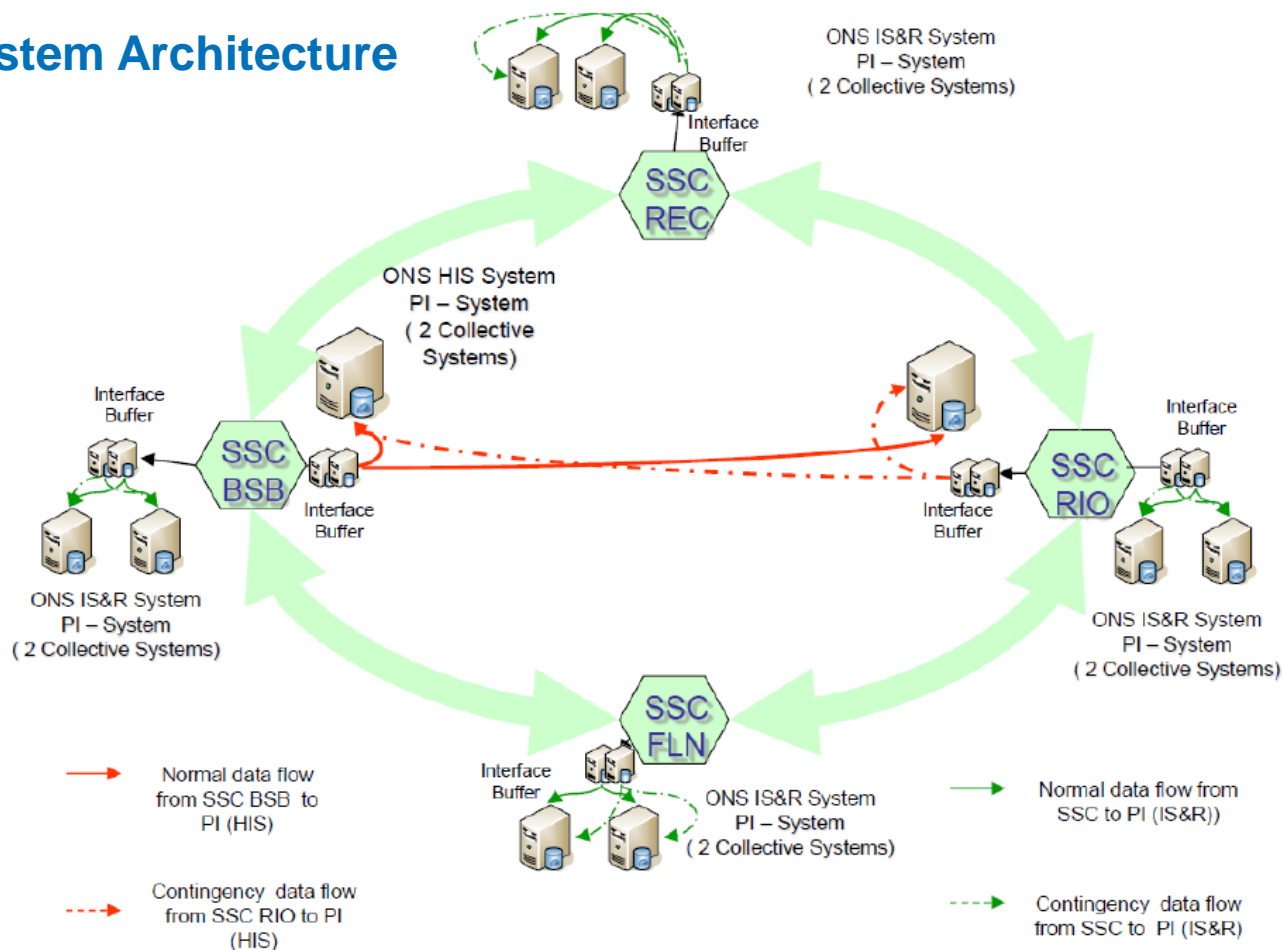 stem Architecture
ONS IS&R System
PI – System
( 2 Collective Systems)
Interface
Buffer
SSC
REC
ONS HIS System
PI – System
( 2 Collective
Systems)
Interface
Buffer
SSC
BSB
Interface
Buffer
ONS IS&R System
PI – System
( 2 Collective Systems)
Interface
Buffer
SSC
RIO
Interface
Buffer
ONS IS&R System
PI – System
( 2 Collective Systems)
SSC
FLN
Interface
Buffer
ONS IS&R System
PI – System
( 2 Collective Systems)
Normal data flow
from SSC BSB to
PI (HIS)
Contingency data flow
from SSC RIO to PI
(HIS)
Normal data flow from
SSC to PI (IS&R))
Contingency data flow
from SSC to PI (IS&R)